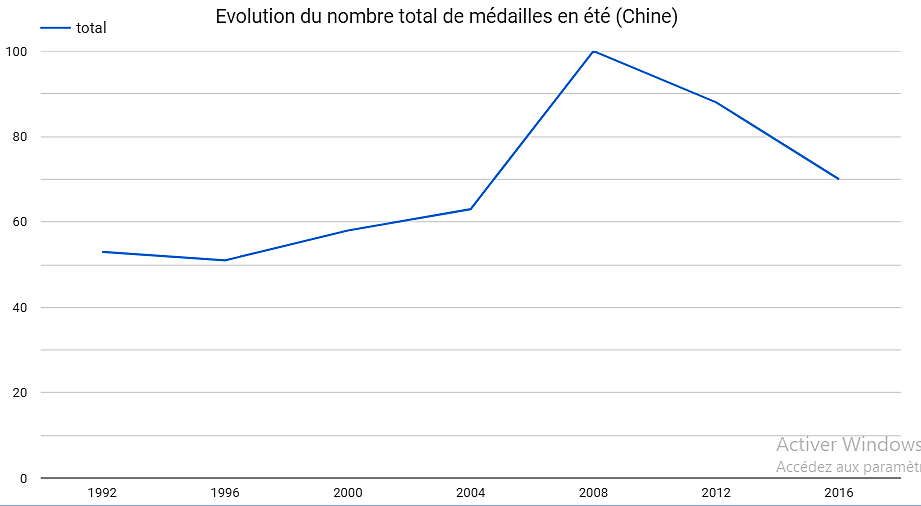 Evolution du nombre total de médailles en été (Chine)
total
100
80
60
40
20
0
1992 1996 2000 2004 2008 2012 2016
Activer Windows
Accédez aux paramètr